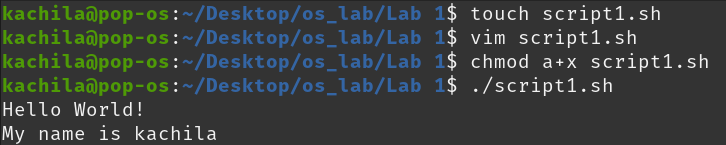 kachila@pop-os:~/Desktop/os_lab/Lab 1$ touch script1.sh
kachila@pop-os:~/Desktop/os_lab/Lab 1$ vim script1.sh
kachila@pop-os:~/Desktop/os_lab/Lab 1$ chmod a+x script1.sh
kachila@pop-os:~/Desktop/os_lab/Lab 1$ ./script1.sh
Hello World!
My name is kachila